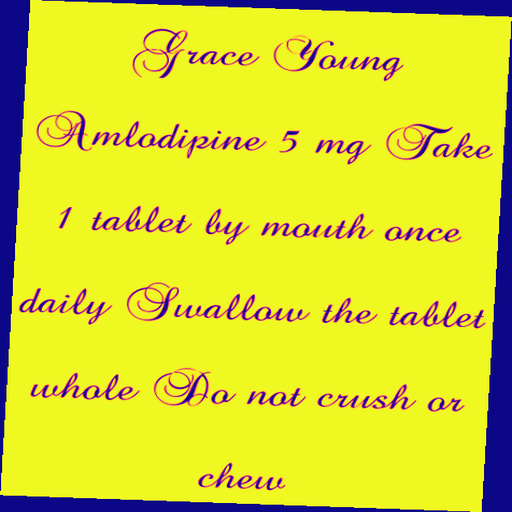 Grace Young
Amlodipine 5 mg Take
1 tablet by mouth once
daily Swallow the tablet
whole Do not crush or
chew